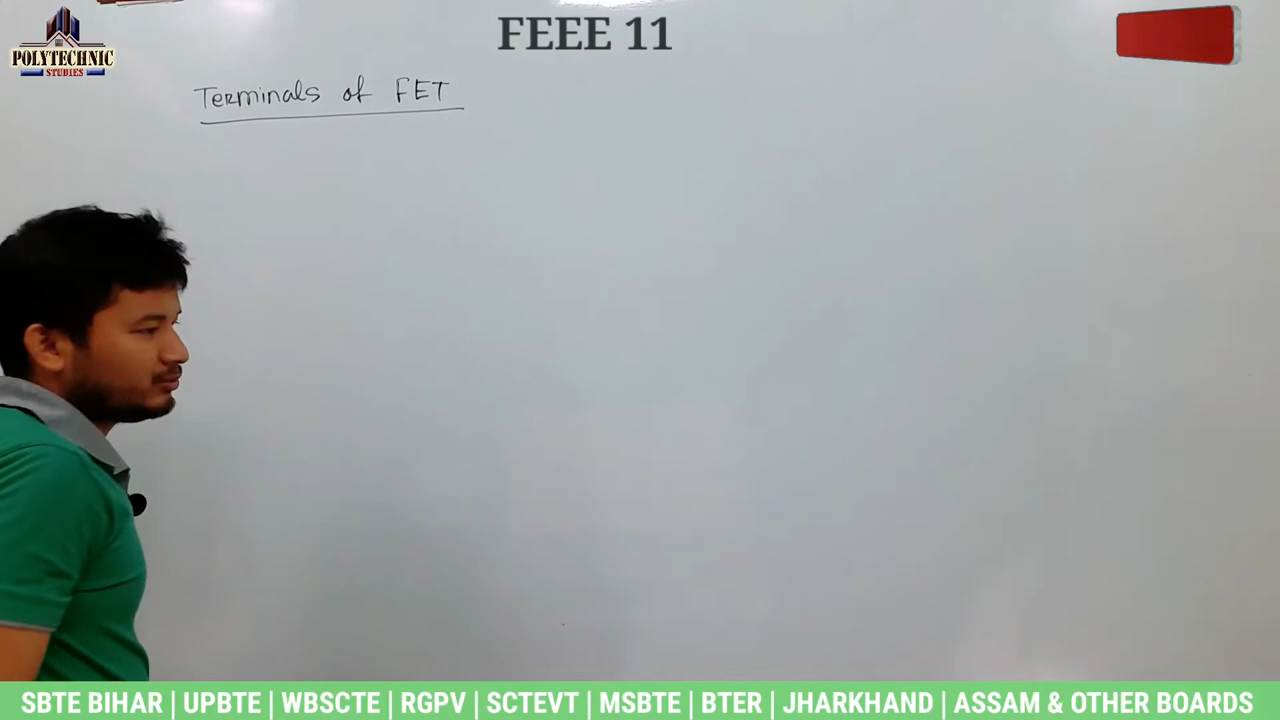 FEEE 11
POLYTECHNIC
STUDIES
Terminals of FET
SBTE BIHAR | UPBTE | WBSCTE | RGPV | SCTEVT | MSBTE | BTER | JHARKHAND | ASSAM & OTHER BOARDS